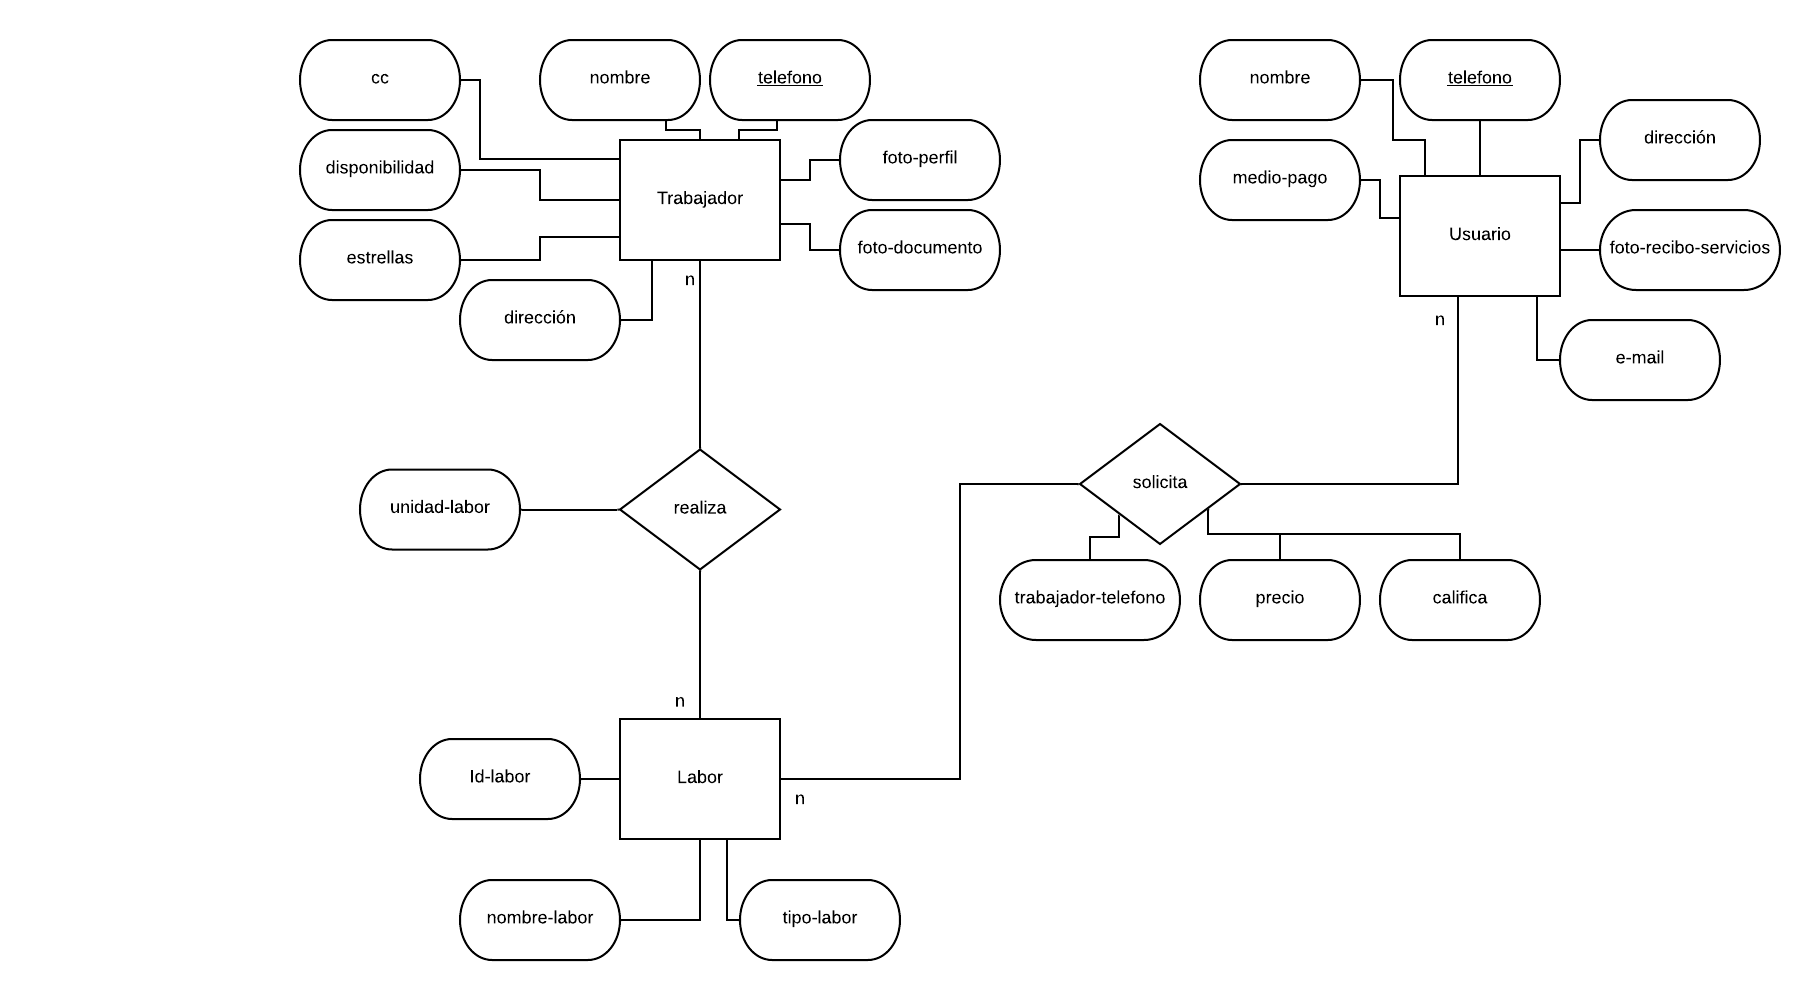 cc
nombre
telefono
nombre
telefono
dirección
foto-perfil
disponibilidad
medio-pago
Trabajador
Usuario
foto-documento
foto-recibo-servicios
estrellas
n
dirección
n
e-mail
solicita
unidad-labor
realiza
trabajador-telefono
precio
califica
n
Id-labor
Labor
n
nombre-labor
tipo-labor